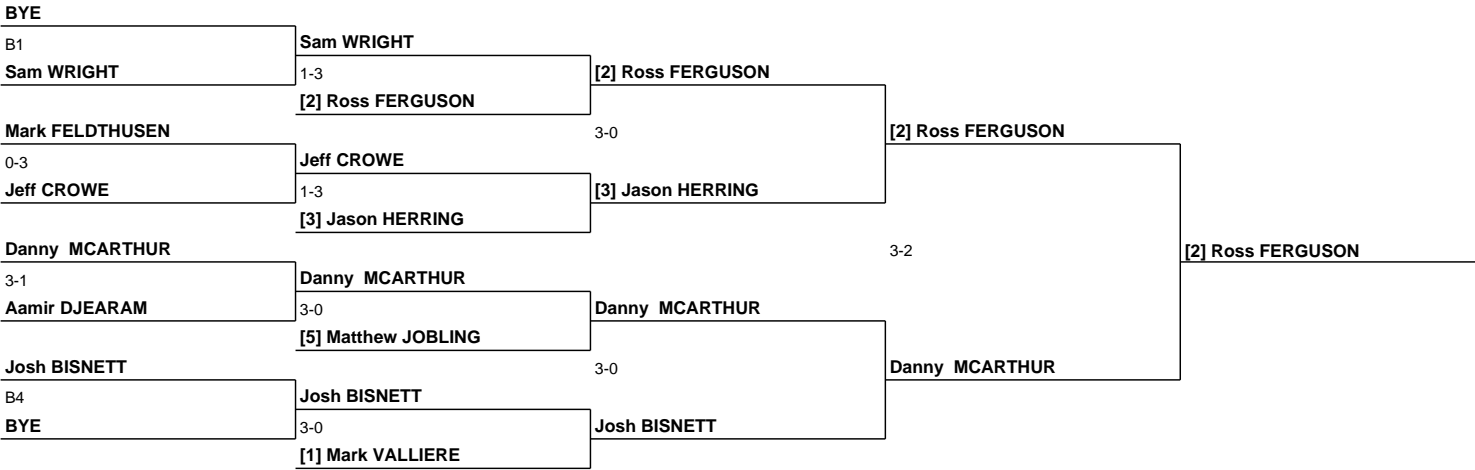 BYE
B1
Sam WRIGHT
Sam WRIGHT
1-3
[2] Ross FERGUSON
[2] Ross FERGUSON
Mark FELDTHUSEN
3-0
[2] Ross FERGUSON
0-3
Jeff CROWE
Jeff CROWE
1-3
[3] Jason HERRING
[3] Jason HERRING
Danny  MCARTHUR
3-2
[2] Ross FERGUSON
3-1
Danny  MCARTHUR
Aamir DJEARAM
3-0
Danny  MCARTHUR
[5] Matthew JOBLING
Josh BISNETT
3-0
Danny  MCARTHUR
B4
Josh BISNETT
BYE
3-0
Josh BISNETT
[1] Mark VALLIERE